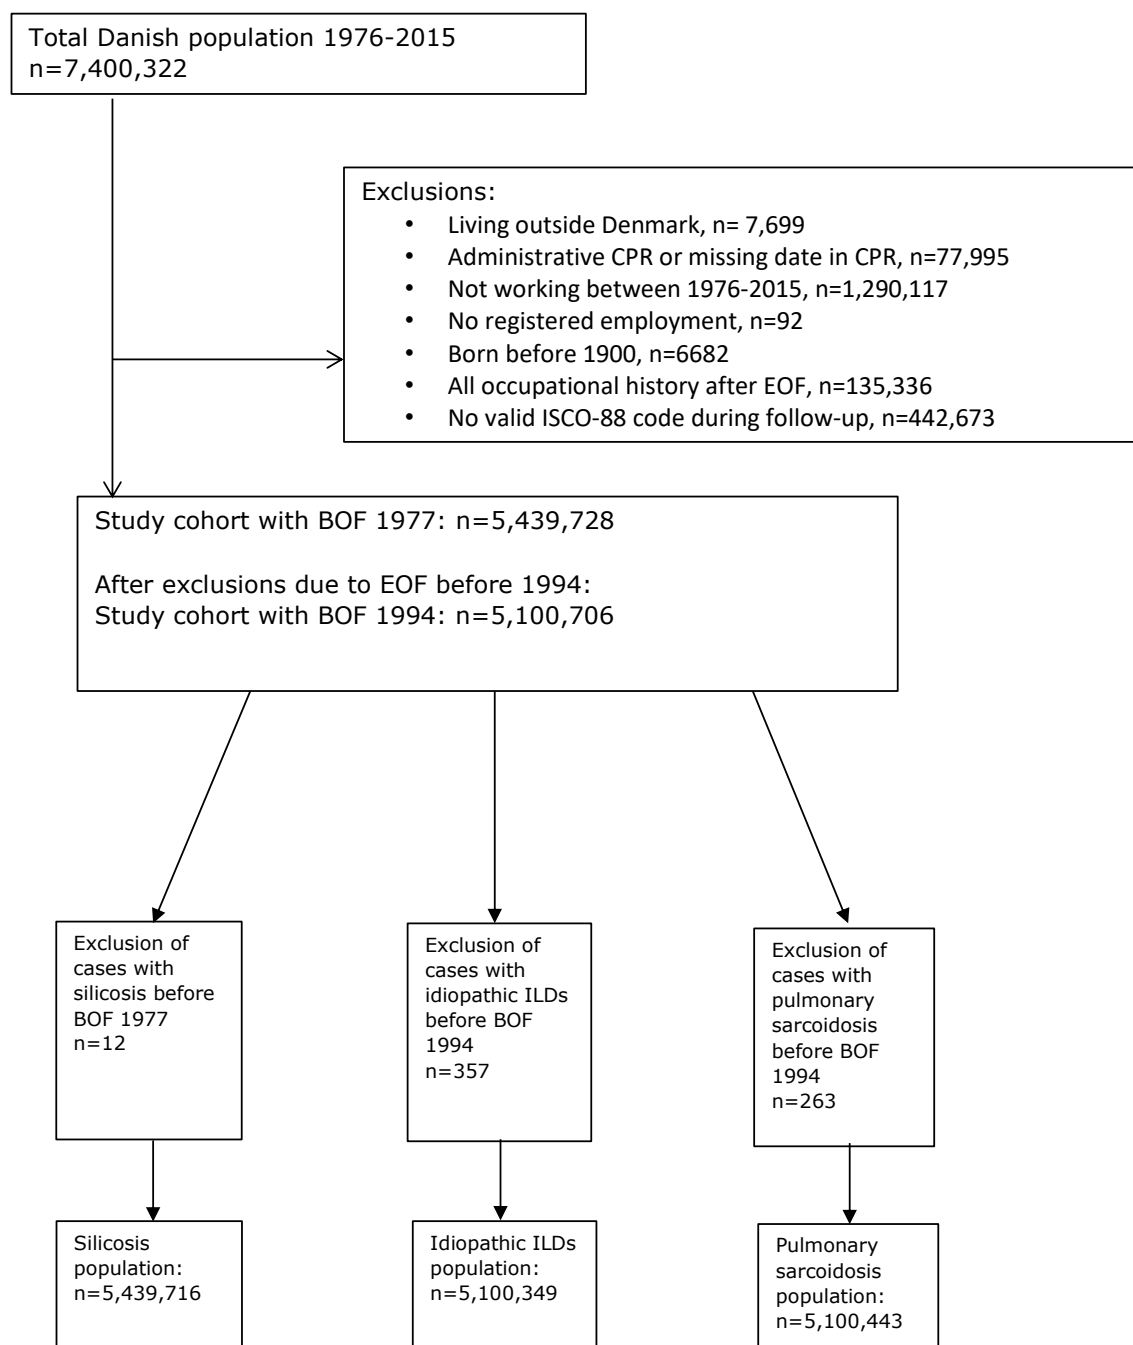 Total Danish population 1976-2015
n=7,400,322
Exclusions:
• Living outside Denmark, n= 7,699
• Administrative CPR or missing date in CPR, n=77,995
• Not working between 1976-2015, n=1,290,117
• No registered employment, n=92
• Born before 1900, n=6682
• All occupational history after EOF, n=135,336
• No valid ISCO-88 code during follow-up, n=442,673
Study cohort with BOF 1977: n=5,439,728
After exclusions due to EOF before 1994:
Study cohort with BOF 1994: n=5,100,706
Exclusion of
cases with
silicosis before
BOF 1977
n=12
Exclusion of
cases with
idiopathic ILDs
before BOF
1994
n=357
Exclusion of
cases with
pulmonary
sarcoidosis
before BOF
1994
n=263
Silicosis
population:
n=5,439,716
Idiopathic ILDs
population:
n=5,100,349
Pulmonary
sarcoidosis
population:
n=5,100,443